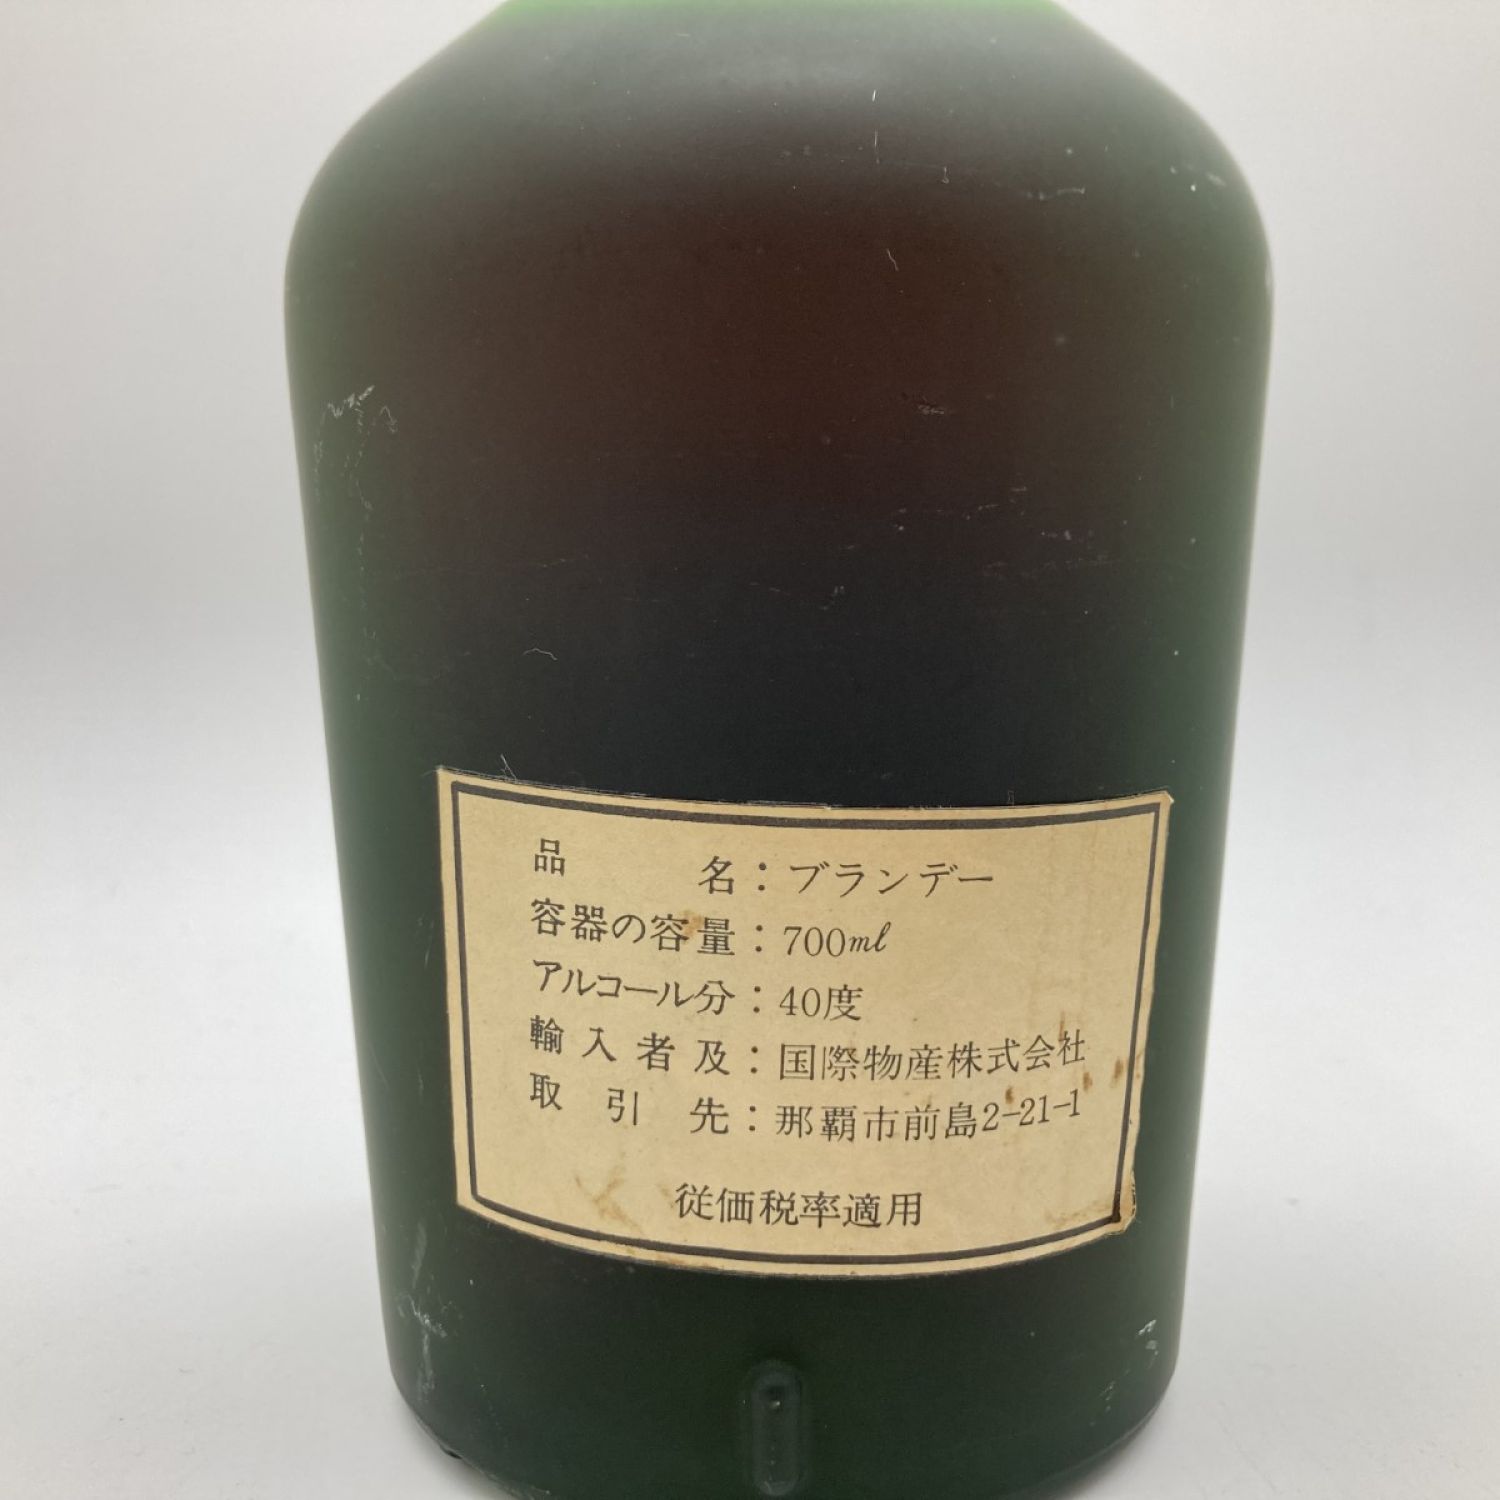 品名：ブランデー
容器の容量：700ml
アルコール分：40度
輸入者及：国際物産株式会社
取引先：那覇市前島2-21-1
従価税率適用